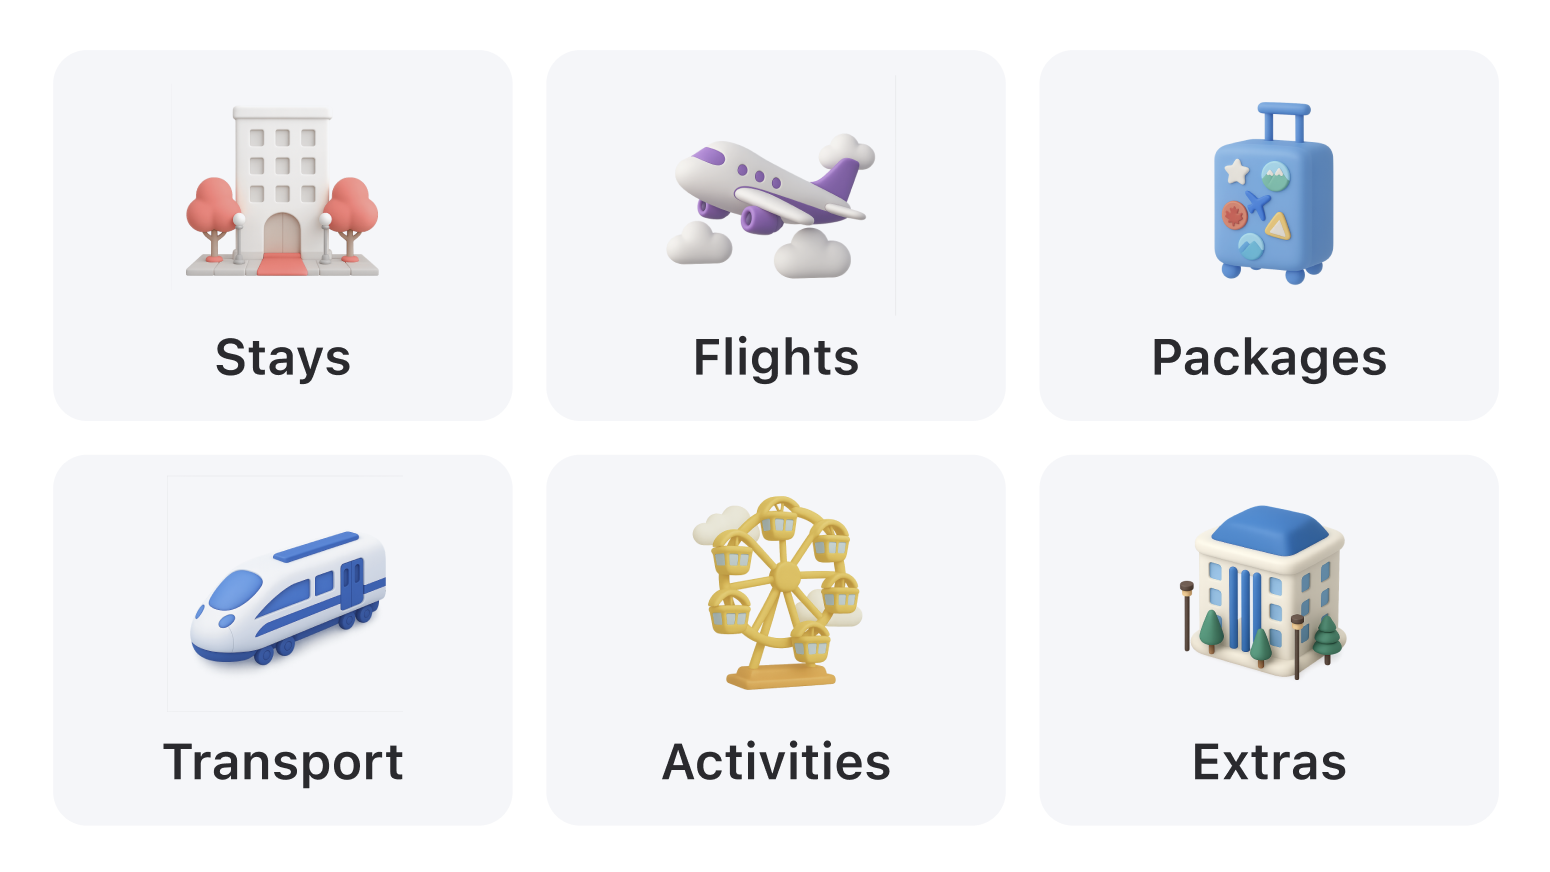 Stays
Flights
Packages
Transport
Activities
Extras